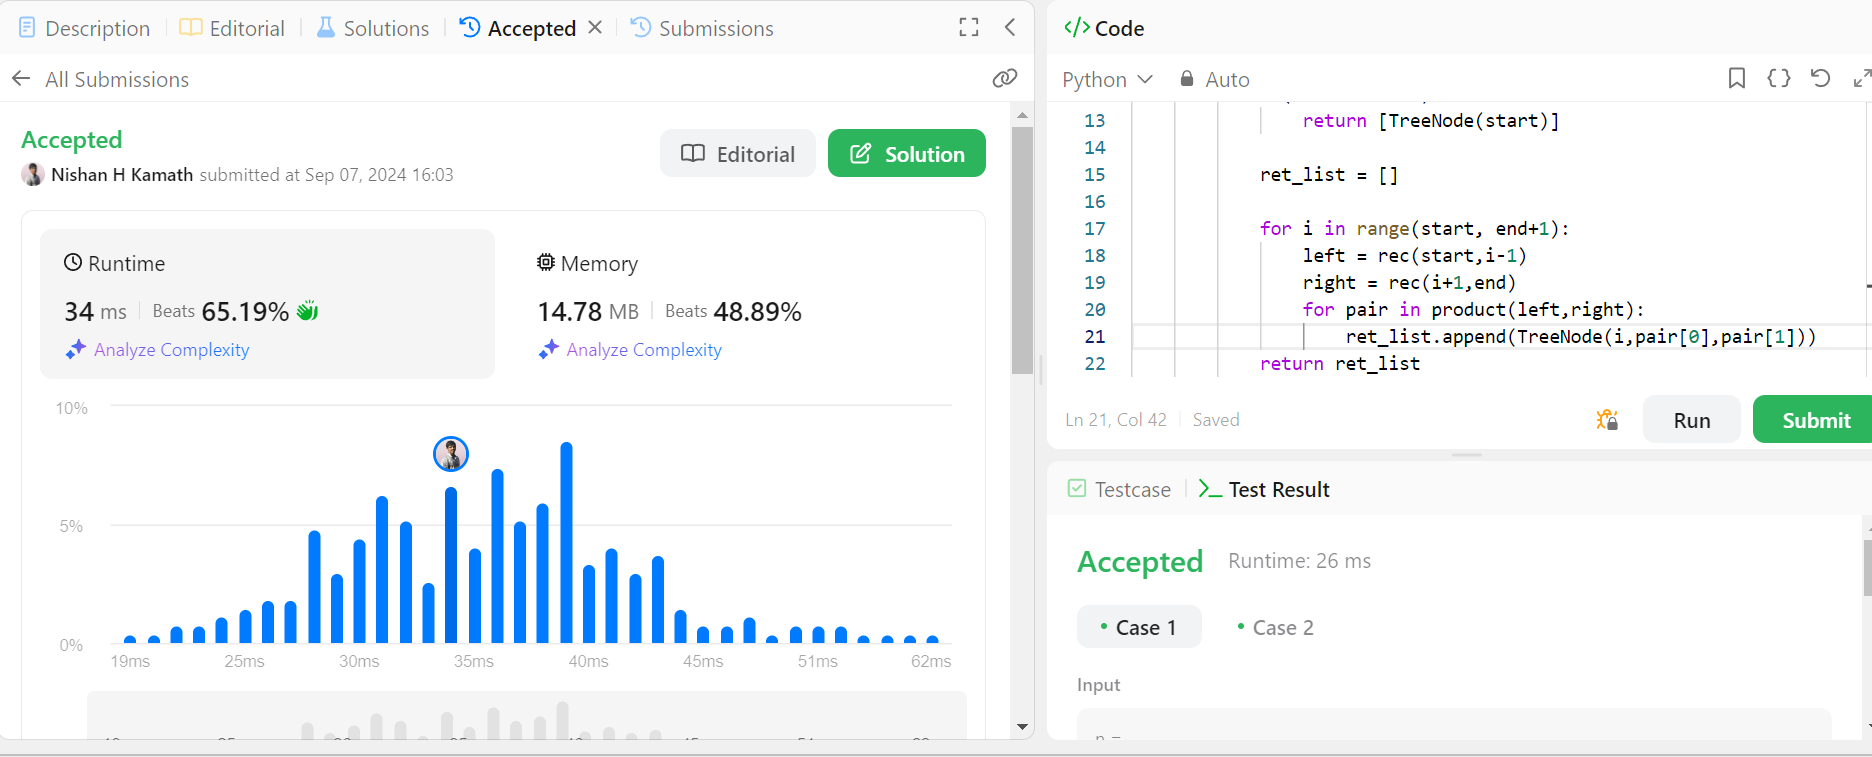 Description Editorial Solutions Accepted Submissions
All Submissions
Accepted
Nishan H Kamath submitted at Sep 07, 2024 16:03
Editorial
Solution
Runtime
34 ms Beats 65.19%
Analyze Complexity
Memory
14.78 MB Beats 48.89%
Analyze Complexity
10%
5%
0%
19ms 25ms 30ms 35ms 40ms 45ms 51ms 62ms
</> Code
Python Auto
13 return [TreeNode(start)]
14
15 ret_list = []
16
17 for i in range(start, end+1):
18 left = rec(start,i-1)
19 right = rec(i+1,end)
20 for pair in product(left,right):
21 ret_list.append(TreeNode(i,pair[0],pair[1]))
22 return ret_list
Ln 21, Col 42 Saved
Run
Submit
Testcase Test Result
Accepted Runtime: 26 ms
Case 1 Case 2
Input
n =